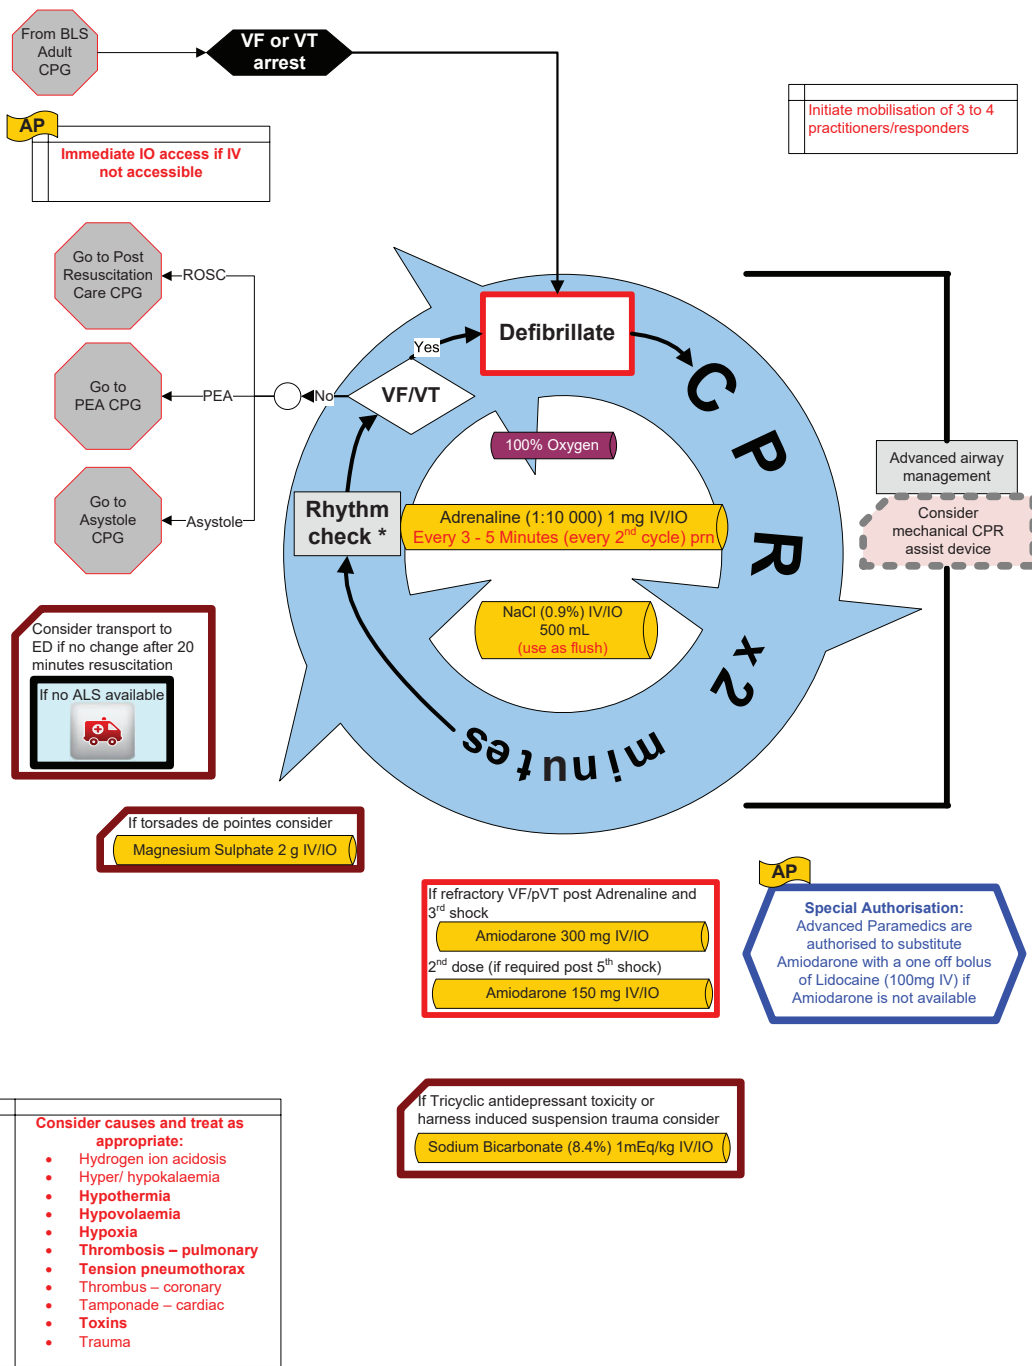 From BLS
Adult
CPG
VF or VT
arrest
Initiate mobilisation of 3 to 4
practitioners/responders
AP
Immediate IO access if IV
not accessible
Go to Post
Resuscitation
Care CPG
ROSC
Defibrillate
Yes
Go to
PEA CPG
PEA
No
VF/VT
100% Oxygen
CPR x2 minutes
Advanced airway
management
Consider
mechanical CPR
assist device
Go to
Asystole
CPG
Asystole
Rhythm
check *
Adrenaline (1:10 000) 1 mg IV/IO
Every 3 - 5 Minutes (every 2nd cycle) prn
NaCl (0.9%) IV/IO
500 mL
(use as flush)
Consider transport to
ED if no change after 20
minutes resuscitation
If no ALS available
If torsades de pointes consider
Magnesium Sulphate 2 g IV/IO
If refractory VF/pVT post Adrenaline and
3rd shock
Amiodarone 300 mg IV/IO
2nd dose (if required post 5th shock)
Amiodarone 150 mg IV/IO
AP
Special Authorisation:
Advanced Paramedics are
authorised to substitute
Amiodarone with a one off bolus
of Lidocaine (100mg IV) if
Amiodarone is not available
If Tricyclic antidepressant toxicity or
harness induced suspension trauma consider
Sodium Bicarbonate (8.4%) 1mEq/kg IV/IO
Consider causes and treat as
appropriate:
• Hydrogen ion acidosis
• Hyper/ hypokalaemia
• Hypothermia
• Hypovolaemia
• Hypoxia
• Thrombosis – pulmonary
• Tension pneumothorax
• Thrombus – coronary
• Tamponade – cardiac
• Toxins
• Trauma